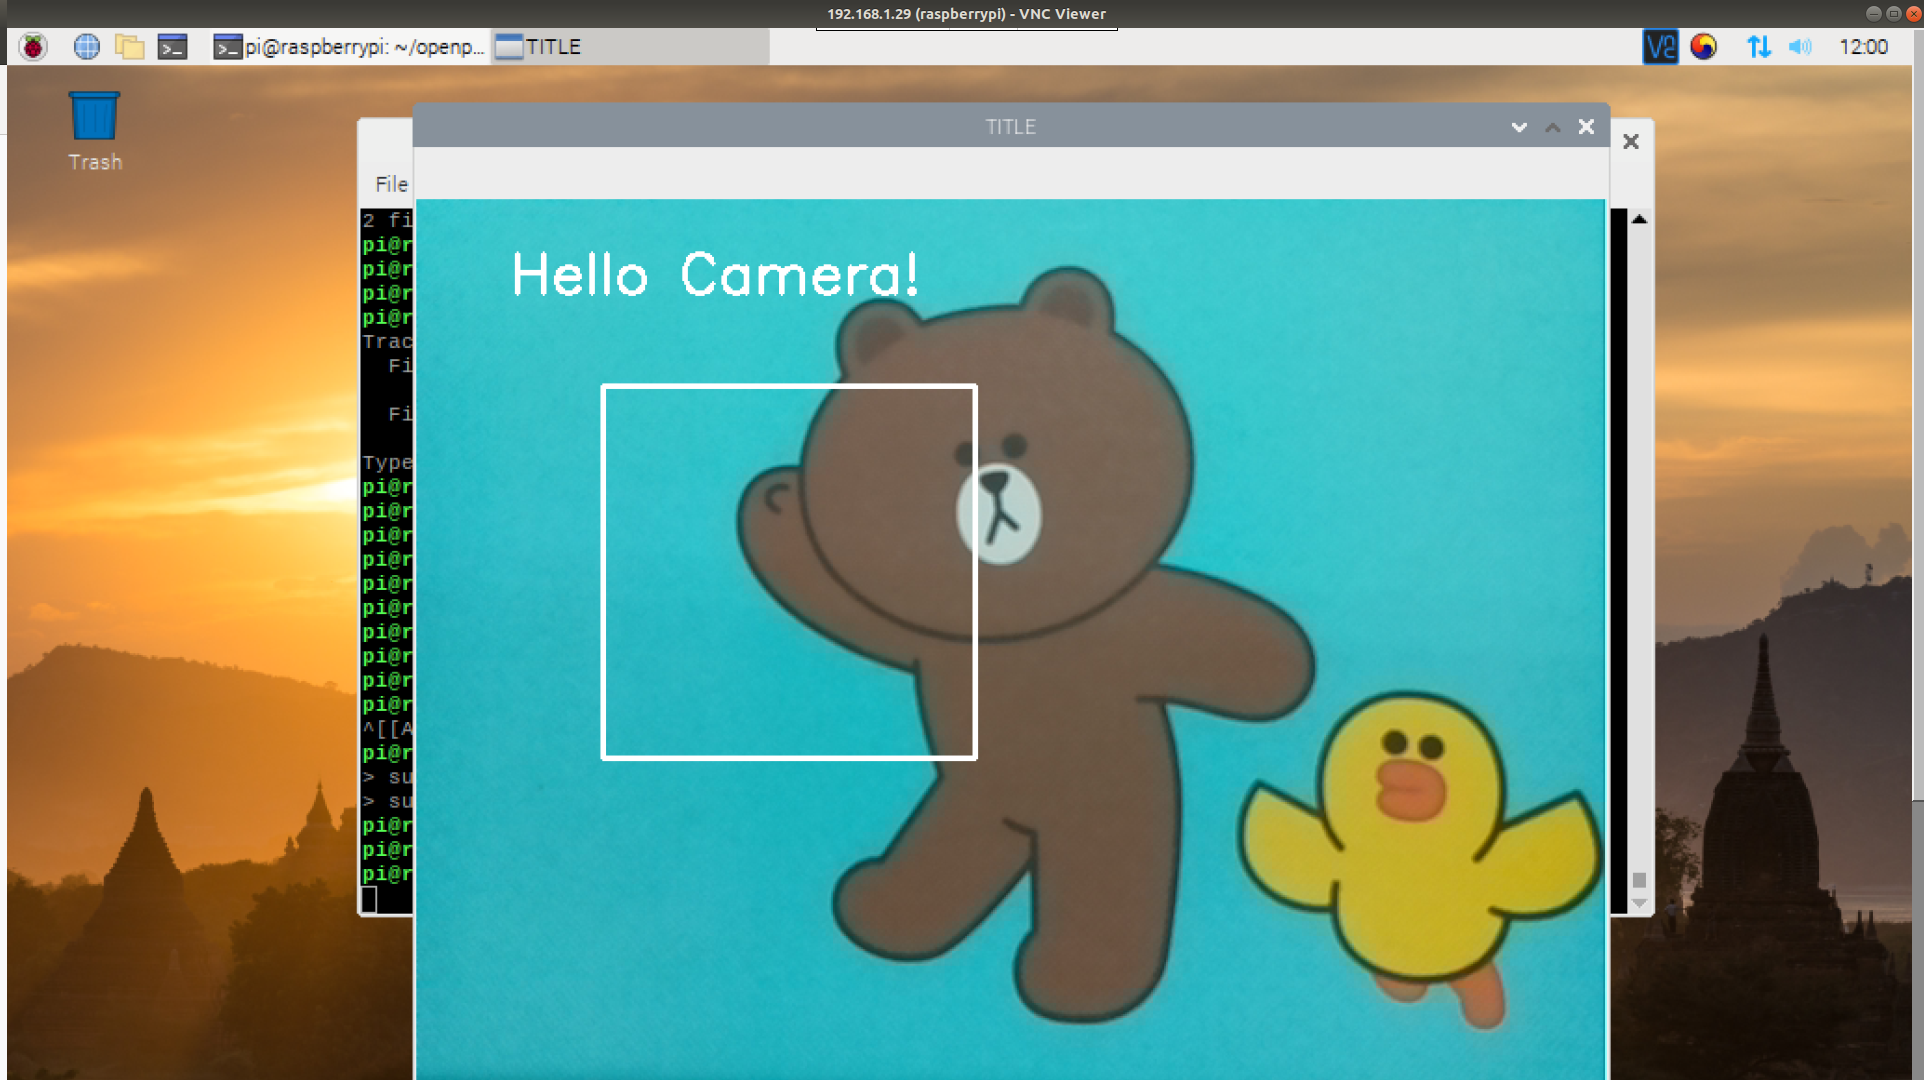 192.168.1.29 (raspberrypi) - VNC Viewer
pi@raspberrypi: ~/openp...
TITLE
12:00
Trash
TITLE
File
2 fi
pi@r
pi@r
pi@r
pi@r
Trac
Fi
Fi
Type
pi@r
pi@r
pi@r
pi@r
pi@r
pi@r
pi@r
pi@r
pi@r
pi@r
^[[A
pi@r
> su
> su
pi@r
pi@r
pi@r
Hello Camera!